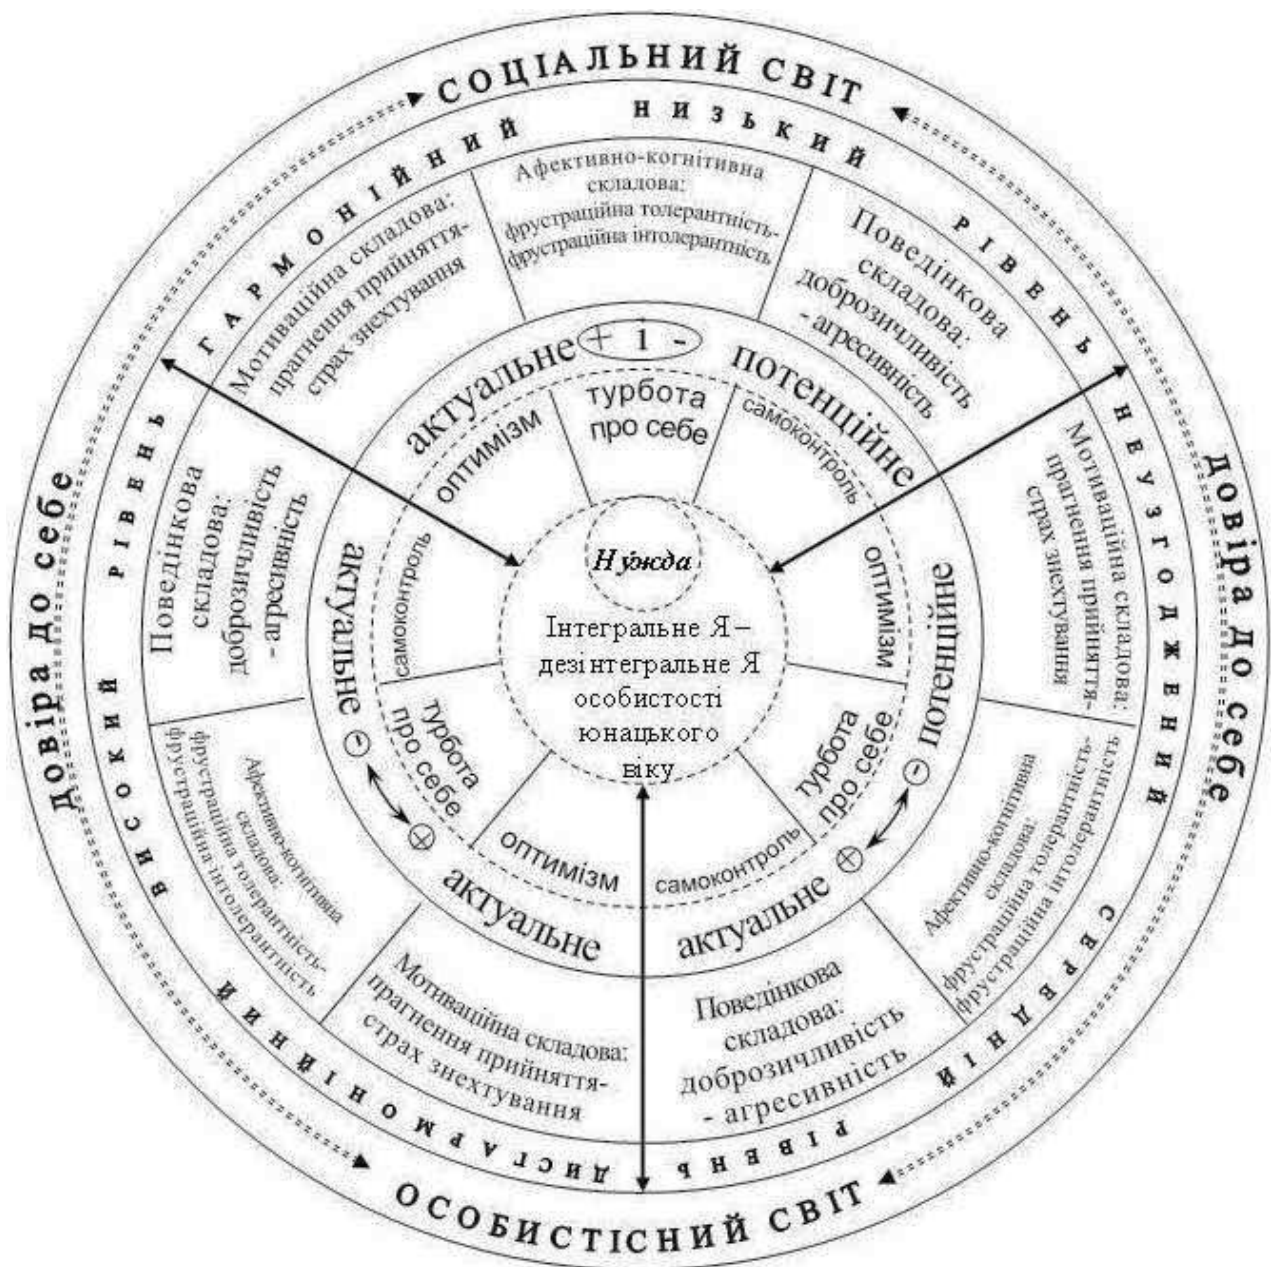 СОЦІАЛЬНИЙ СВІТ
ГАРМОНІЙНИЙ
НИЗЬКИЙ РІВЕНЬ
Мотиваційна складова:
прагнення прийняття-
страх знехтування
Афективно-когнітивна
складова:
фрустраційна толерантність-
фрустраційна інтолерантність
Поведінкова
складова:
доброзичливість
- агресивність
актуальне
+ і -
потенційне
оптимізм
турбота
про себе
самоконтроль
довіра до себе
ВИСОКИЙ РІВЕНЬ
Поведінкова
складова:
доброзичливість
- агресивність
актуальне -
самоконтроль
Нужда
Інтегральне Я –
дезінтегральне Я
особистості
юнацького
віку
оптимізм
- потенційне
Мотиваційна складова:
прагнення прийняття-
страх знехтування
НЕУЗГОДЖЕНИЙ
довіра до себе
Афективно-когнітивна
складова:
фрустраційна толерантність-
фрустраційна інтолерантність
турбота
про себе
+
актуальне
оптимізм
самоконтроль
турбота
про себе
актуальне +
Афективно-когнітивна
складова:
фрустраційна толерантність-
фрустраційна інтолерантність
Мотиваційна складова:
прагнення прийняття-
страх знехтування
Поведінкова
складова:
доброзичливість
- агресивність
ДИСГАРМОНІЙНИЙ
СЕРЕДНІЙ РІВЕНЬ
ОСОБИСТІСНИЙ СВІТ